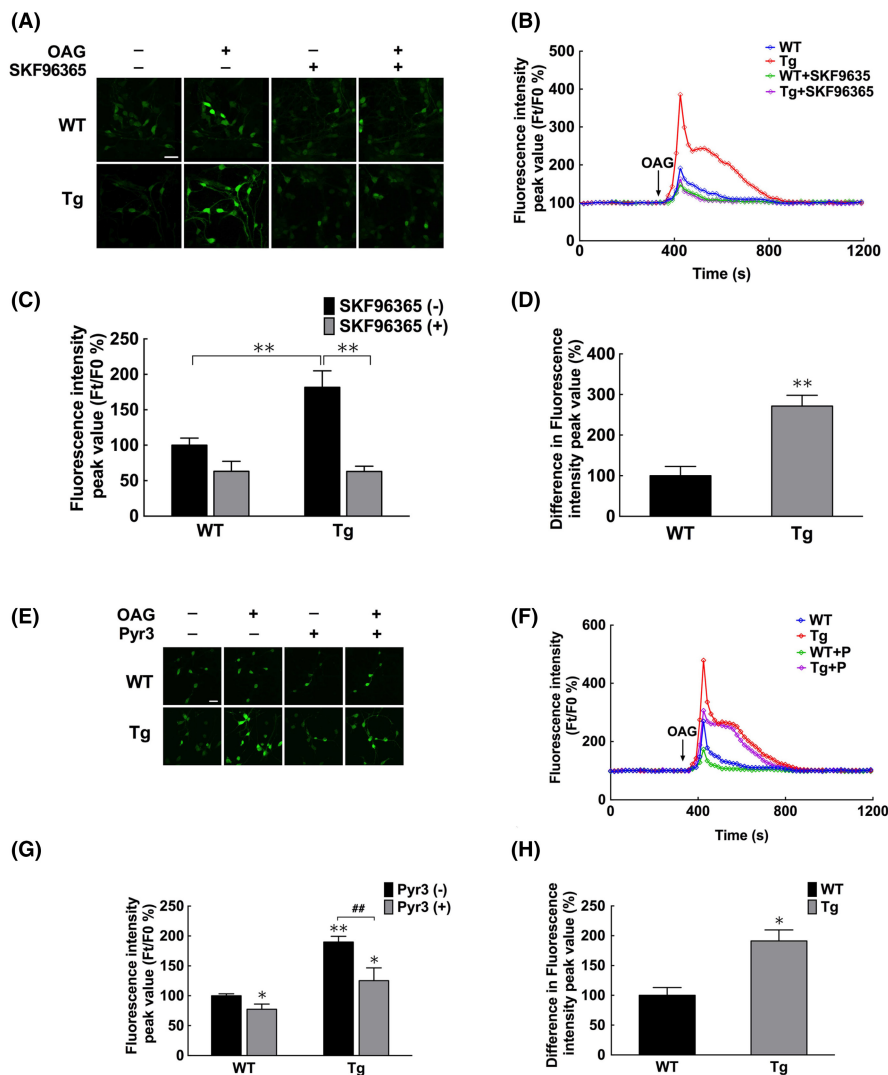 (A)
OAG – + – +
SKF96365 – – + +
WT
Tg
(B)
Fluorescence intensity
peak value (Ft/F0 %)
500
400
300
200
100
0
0 400 800 1200
Time (s)
OAG
WT
Tg
WT+SKF9635
Tg+SKF96365
(C)
SKF96365 (-)
SKF96365 (+)
Fluorescence intensity
peak value (Ft/F0 %)
250
200
150
100
50
0
** **
WT Tg
(D)
Difference in Fluorescence
intensity peak value (%)
400
300
200
100
0
**
WT Tg
(E)
OAG – + – +
Pyr3 – – + +
WT
Tg
(F)
Fluorescence intensity
(Ft/F0 %)
600
400
200
0
0 400 800 1200
Time (s)
OAG
WT
Tg
WT+P
Tg+P
(G)
Pyr3 (-)
Pyr3 (+)
Fluorescence intensity
peak value (Ft/F0 %)
250
200
150
100
50
0
*
**
##
*
WT Tg
(H)
WT
Tg
Difference in Fluorescence
intensity peak value (%)
250
200
150
100
50
0
*
WT Tg